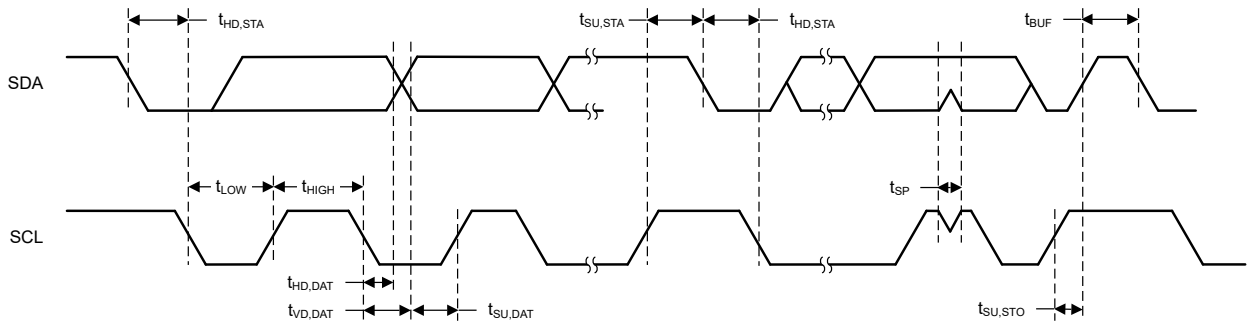 tHD,STA
tSU,STA
tHD,STA
tBUF
SDA
tLOW
tHIGH
tSP
SCL
tHD,DAT
tVD,DAT
tSU,DAT
tSU,STO